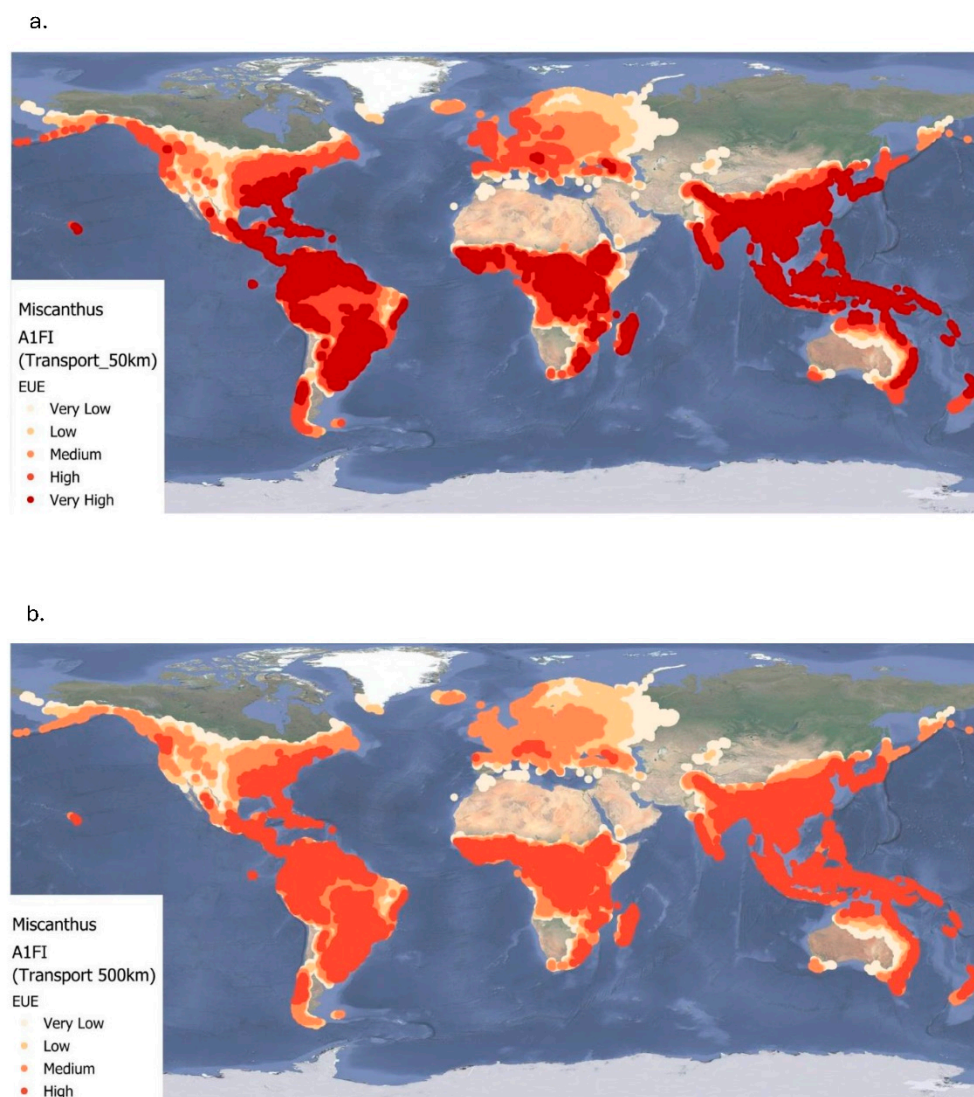 a.
Miscanthus
A1FI
(Transport_50km)
EUE
Very Low
Low
Medium
High
Very High
b.
Miscanthus
A1FI
(Transport 500km)
EUE
Very Low
Low
Medium
High